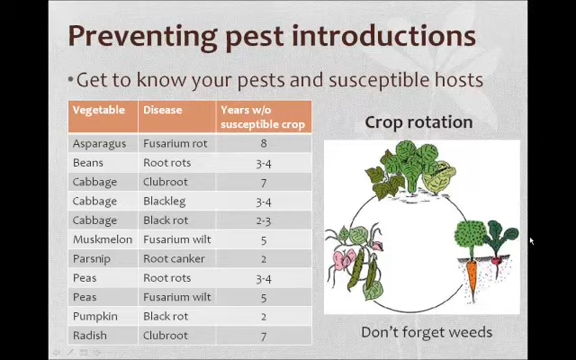 Preventing pest introductions
•Get to know your pests and susceptible hosts
Vegetable Disease Years w/o
susceptible crop
Asparagus Fusarium rot 8
Beans Root rots 3-4
Cabbage Clubroot 7
Cabbage Blackleg 3-4
Cabbage Black rot 2-3
Muskmelon Fusarium wilt 5
Parsnip Root canker 2
Peas Root rots 3-4
Peas Fusarium wilt 5
Pumpkin Black rot 2
Radish Clubroot 7
Crop rotation
Don't forget weeds